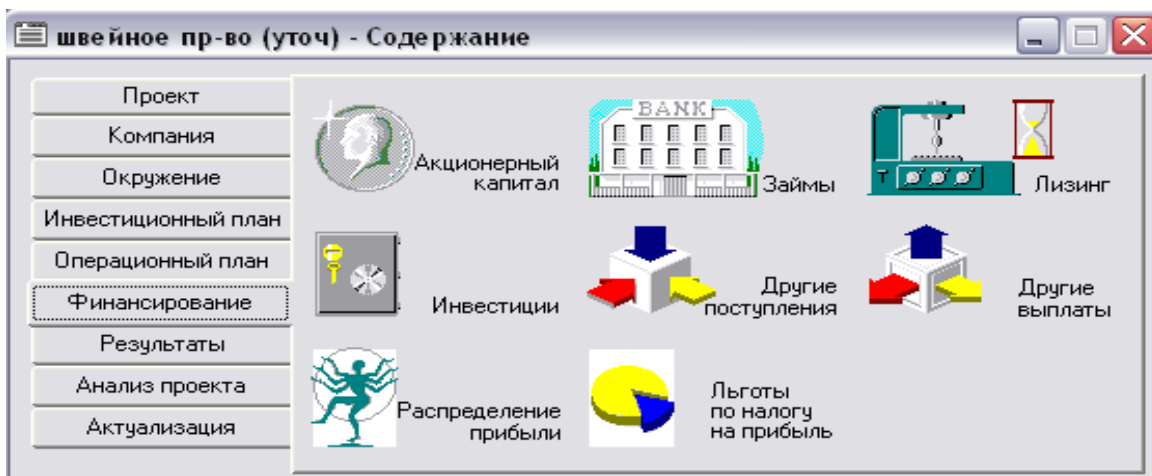 швейное пр-во (уточ) - Содержание
Проект
Компания
Окружение
Инвестиционный план
Операционный план
Финансирование
Результаты
Анализ проекта
Актуализация
Акционерный
капитал
BANK
Займы
T
Лизинг
Инвестиции
Другие
поступления
Другие
выплаты
Распределение
прибыли
Льготы
по налогу
на прибыль